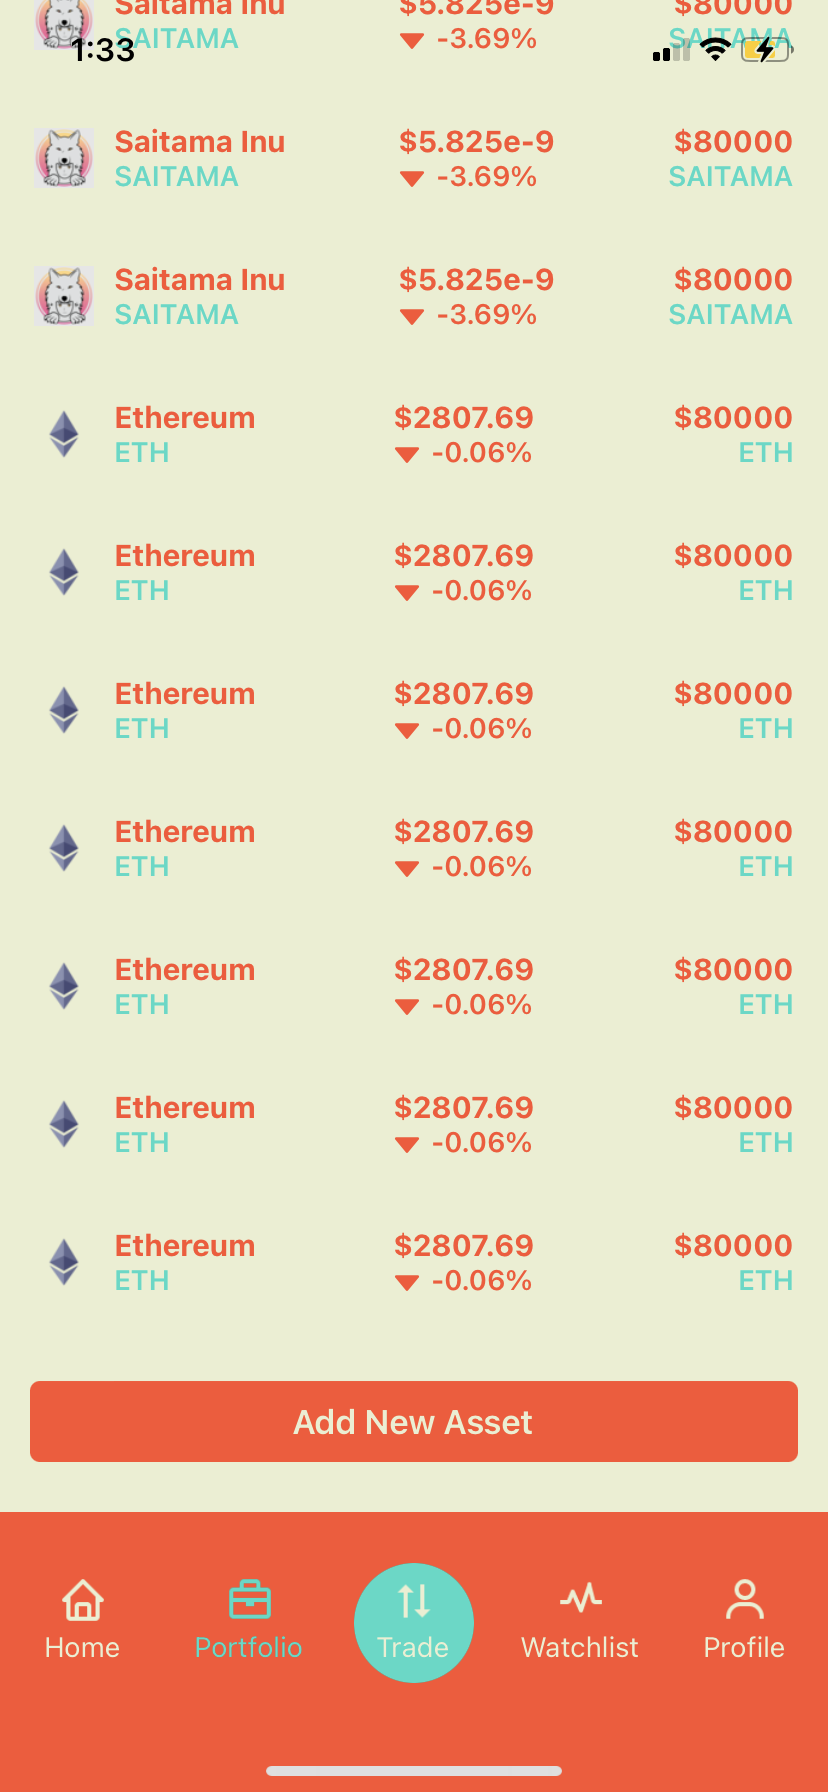 Saitama Inu $5.825e-9 $80000
SAITAMA -3.69% SAITAMA
1:33
Saitama Inu $5.825e-9 $80000
SAITAMA -3.69% SAITAMA
Saitama Inu $5.825e-9 $80000
SAITAMA -3.69% SAITAMA
Ethereum $2807.69 $80000
ETH -0.06% ETH
Ethereum $2807.69 $80000
ETH -0.06% ETH
Ethereum $2807.69 $80000
ETH -0.06% ETH
Ethereum $2807.69 $80000
ETH -0.06% ETH
Ethereum $2807.69 $80000
ETH -0.06% ETH
Ethereum $2807.69 $80000
ETH -0.06% ETH
Ethereum $2807.69 $80000
ETH -0.06% ETH
Add New Asset
Home Portfolio Trade Watchlist Profile